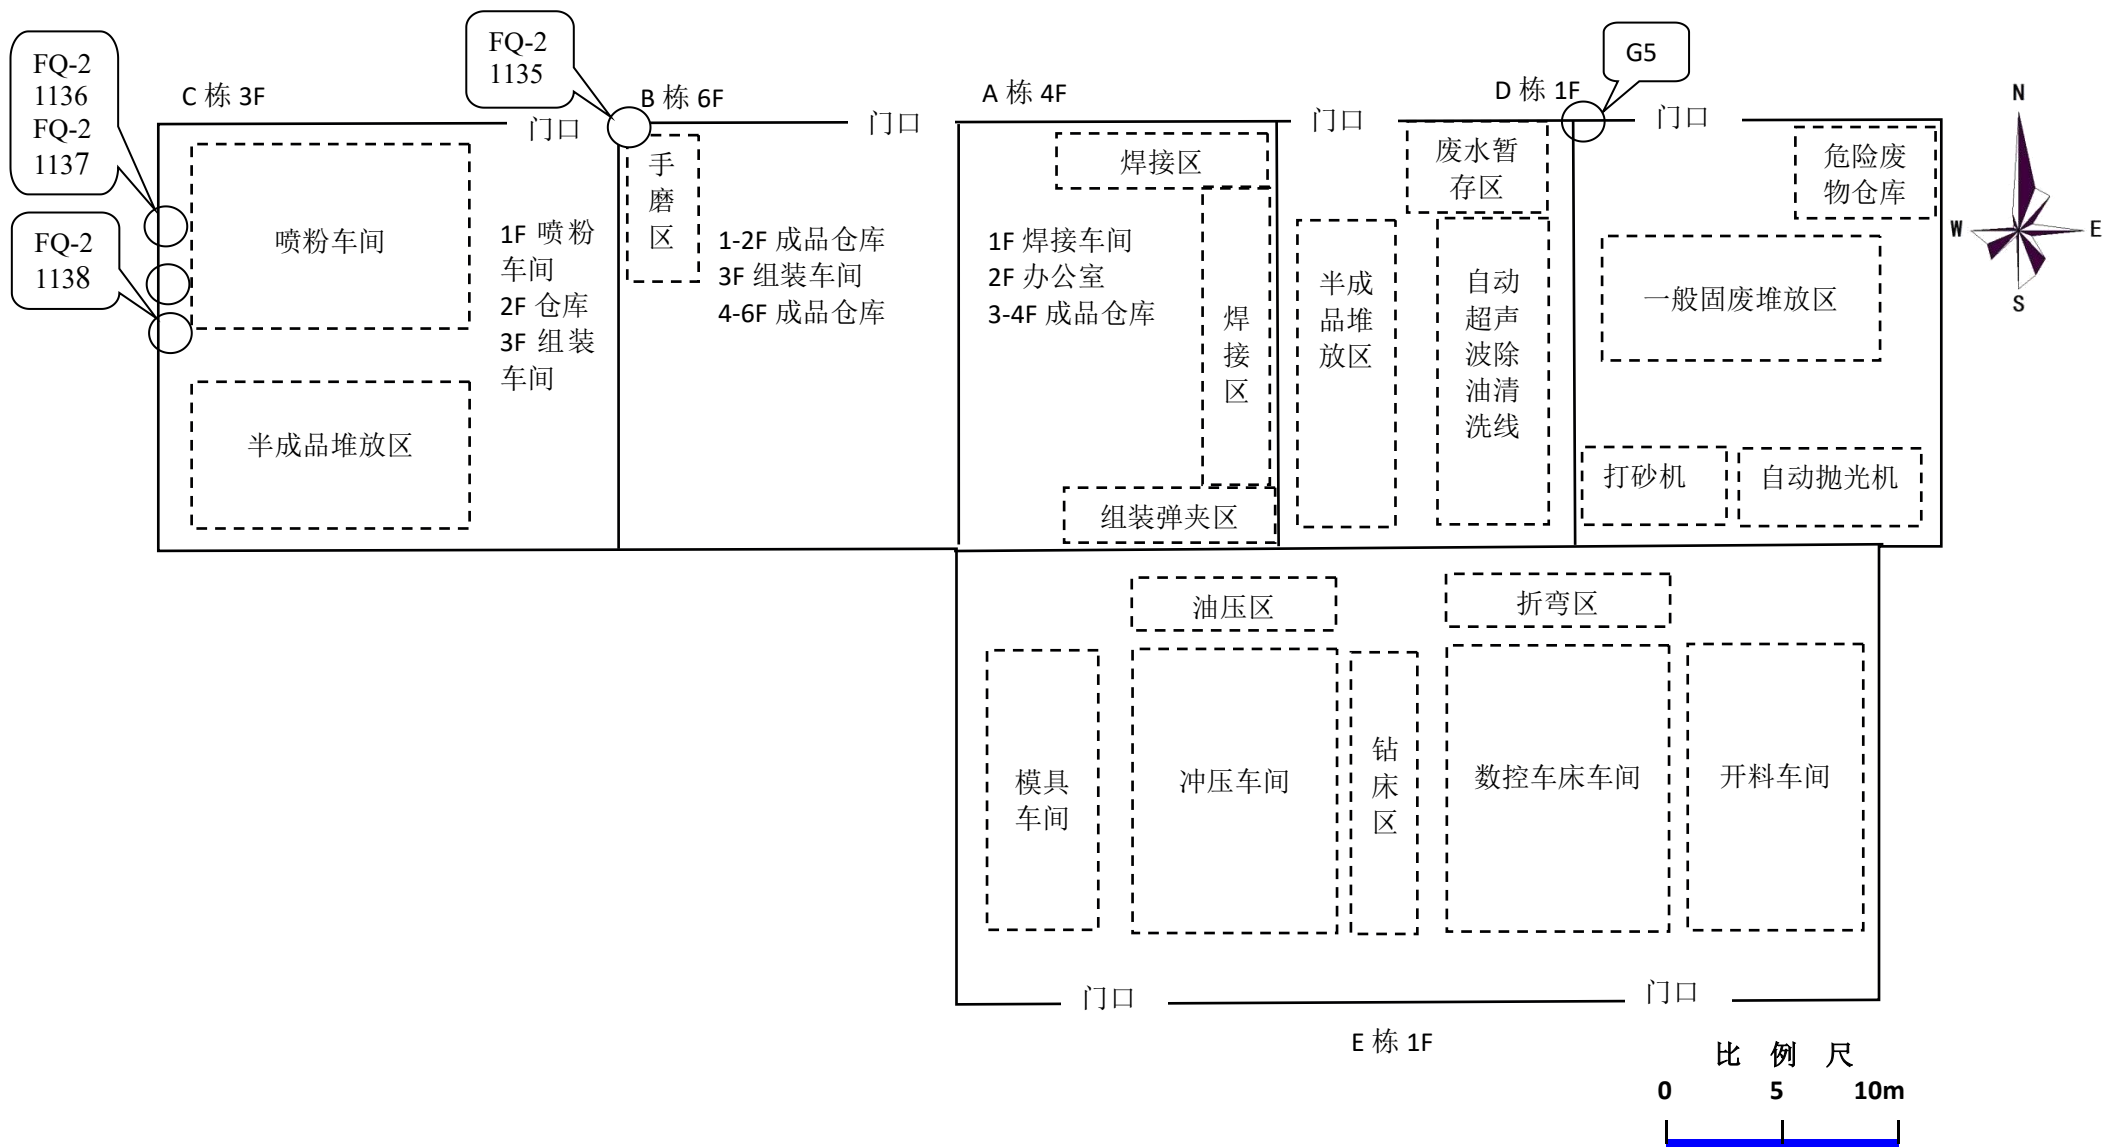 FQ-2
1136
FQ-2
1137
FQ-2
1138
C 栋 3F
FQ-2
1135
B 栋 6F
A 栋 4F
D 栋 1F
G5
门口
门口
门口
门口
喷粉车间
半成品堆放区
1F 喷粉
车间
2F 仓库
3F 组装
车间
手
磨
区
1-2F 成品仓库
3F 组装车间
4-6F 成品仓库
焊接区
1F 焊接车间
2F 办公室
3-4F 成品仓库
焊
接
区
组装弹夹区
半成
品堆
放区
废水暂
存区
自动
超声
波除
油清
洗线
危险废
物仓库
一般固废堆放区
打砂机
自动抛光机
N
W
E
S
油压区
折弯区
模具
车间
冲压车间
钻
床
区
数控车床车间
开料车间
门口
门口
E 栋 1F
比 例 尺
0 5 10m